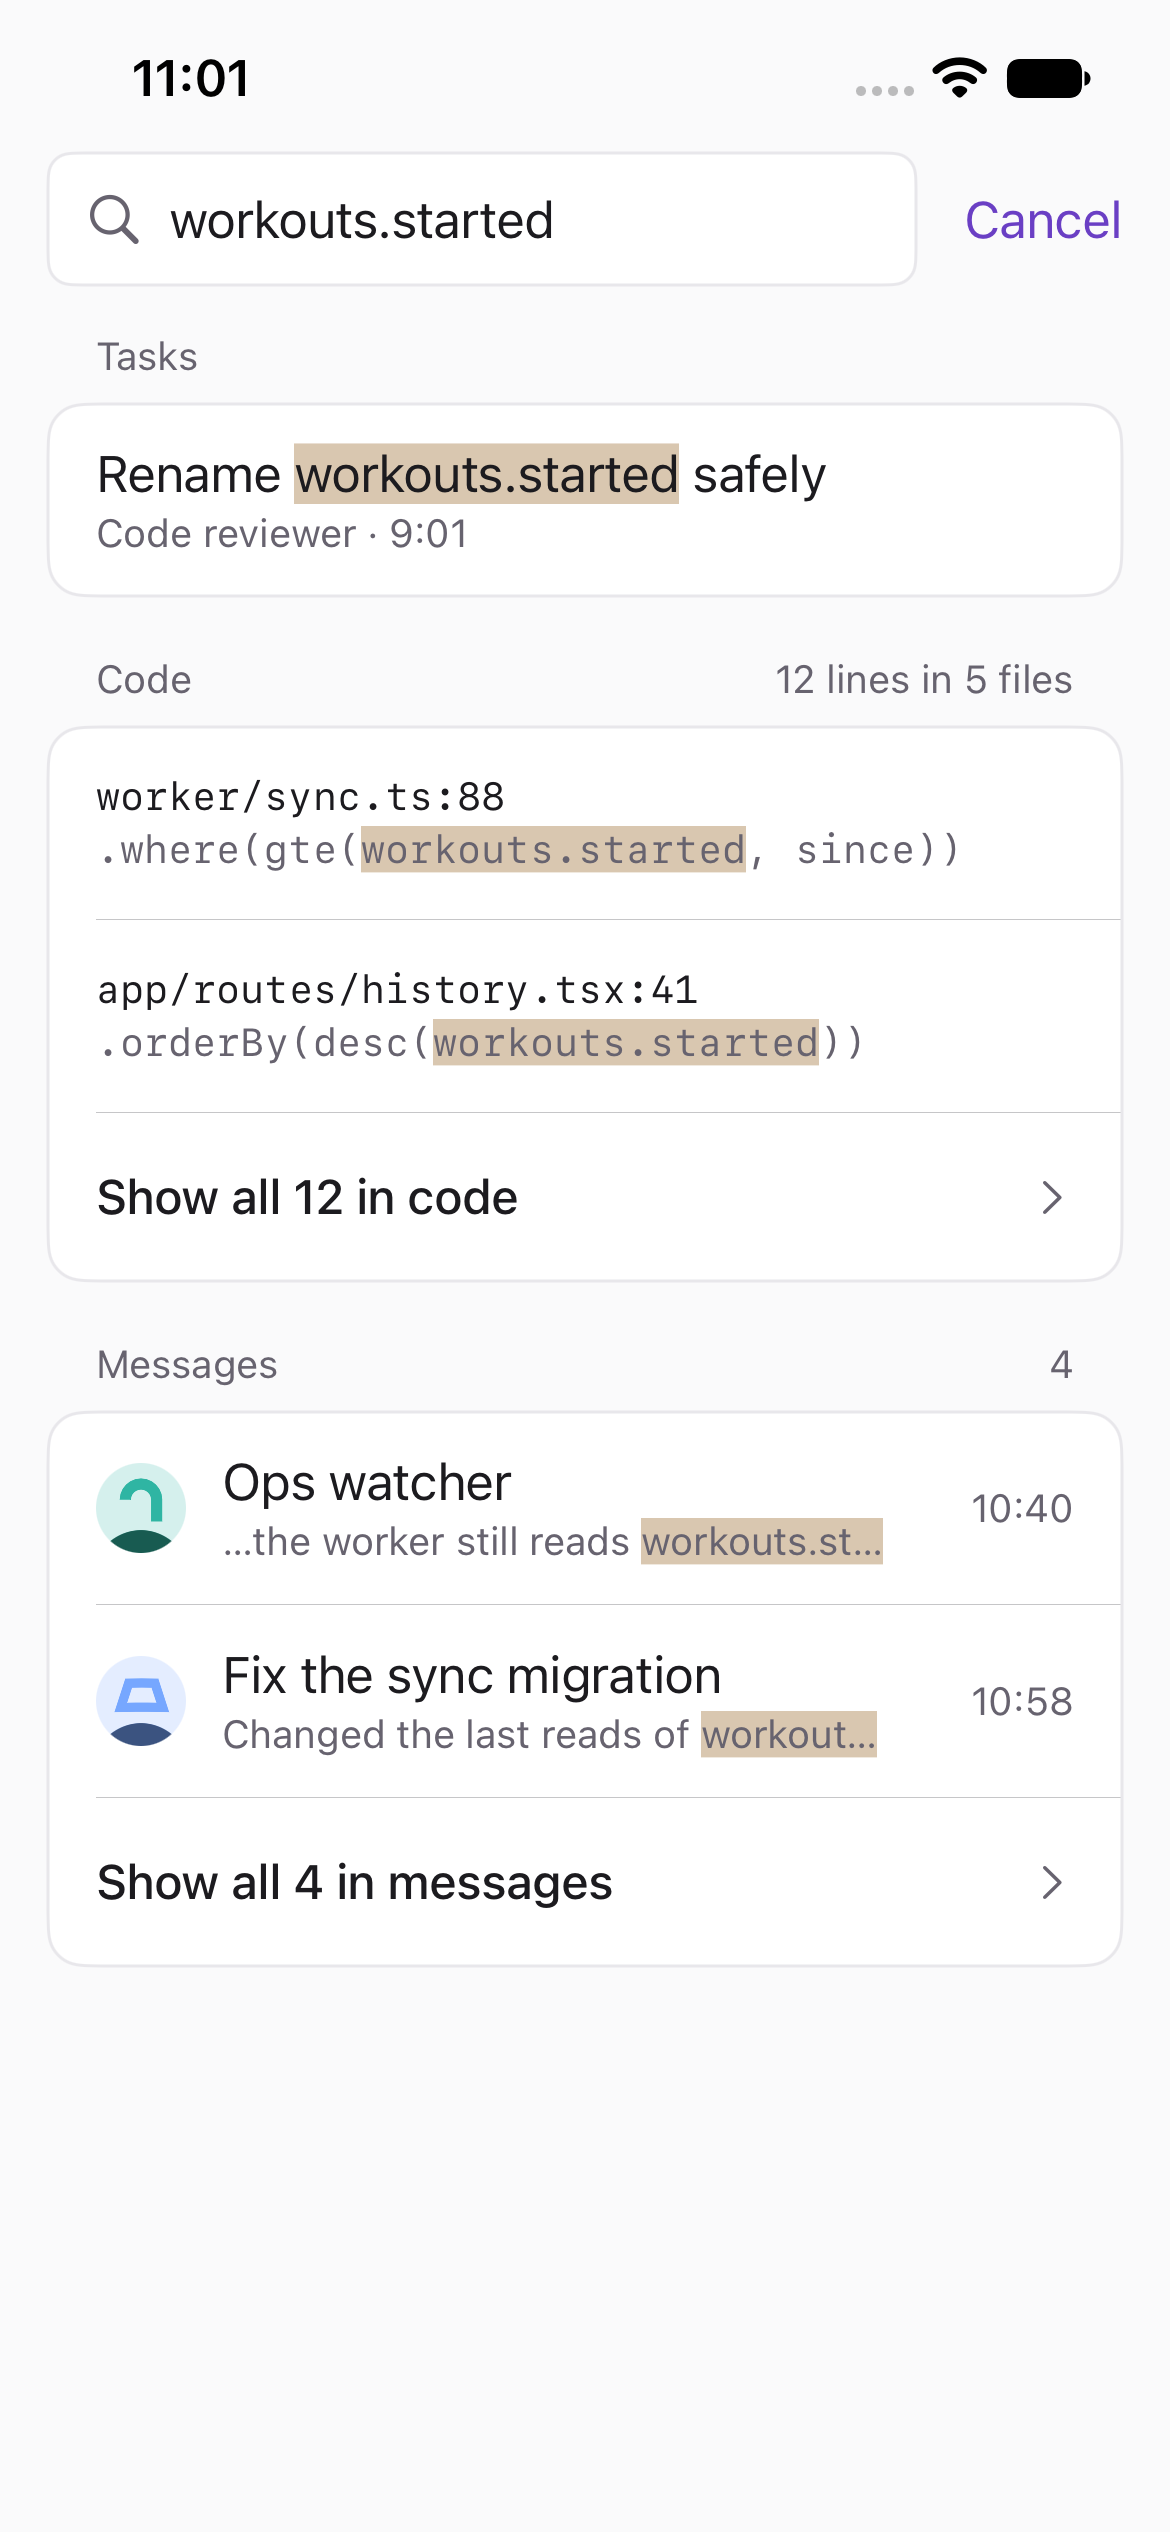 11:01
workouts.started
Cancel
Tasks
Rename workouts.started safely
Code reviewer · 9:01
Code
12 lines in 5 files
worker/sync.ts:88
.where(gte(workouts.started, since))
app/routes/history.tsx:41
.orderBy(desc(workouts.started))
Show all 12 in code
Messages
4
Ops watcher
10:40
…the worker still reads workouts.st…
Fix the sync migration
10:58
Changed the last reads of workout…
Show all 4 in messages